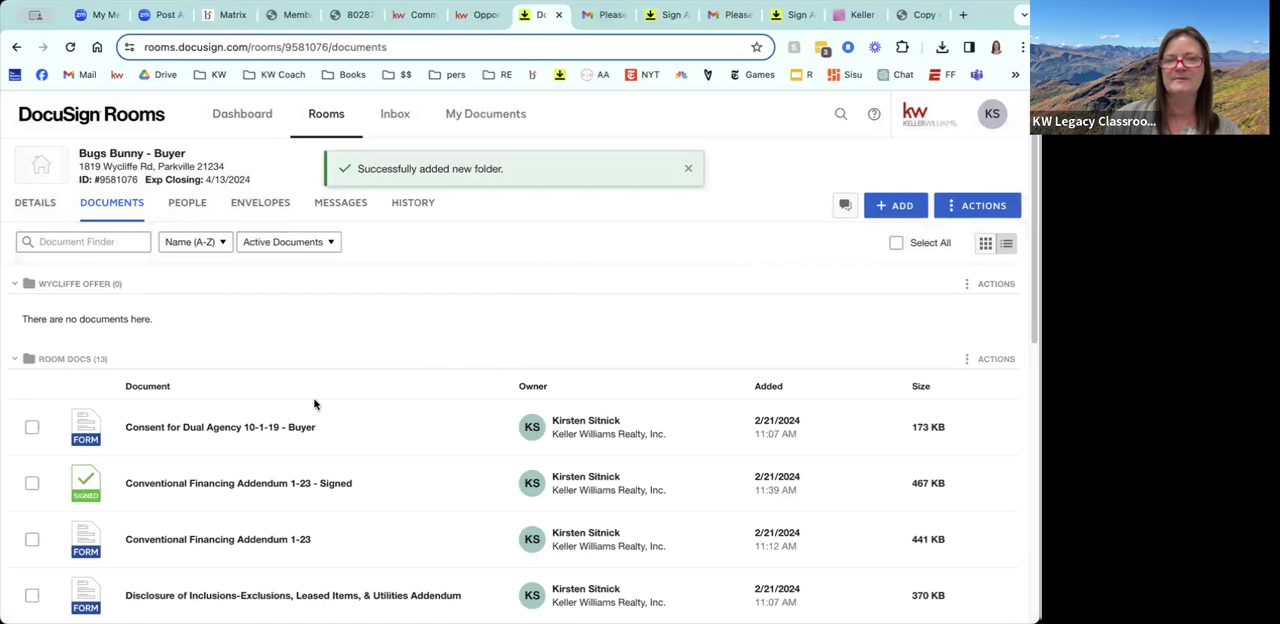 My Me
Post A
Matrix
Memb
80287
Comm
Oppor
Do
Please
Sign A
Please
Sign A
Keller
Copy
rooms.docusign.com/rooms/9581076/documents
Mail
kw
Drive
KW
KW Coach
Books
$$
pers
RE
AA
NYT
Games
R
Sisu
Chat
FF
KW Legacy Classroo...
DocuSign Rooms
Dashboard
Rooms
Inbox
My Documents
kw
KELLERWILLIAMS
KS
Bugs Bunny - Buyer
1819 Wycliffe Rd, Parkville 21234
ID: #9581076 Exp Closing: 4/13/2024
Successfully added new folder.
DETAILS
DOCUMENTS
PEOPLE
ENVELOPES
MESSAGES
HISTORY
+ ADD
ACTIONS
Document Finder
Name (A-Z)
Active Documents
Select All
WYCLIFFE OFFER (0)
ACTIONS
There are no documents here.
ROOM DOCS (13)
ACTIONS
Document Owner Added Size
FORM
Consent for Dual Agency 10-1-19 - Buyer
KS
Kirsten Sitnick
Keller Williams Realty, Inc.
2/21/2024
11:07 AM
173 KB
SIGNED
Conventional Financing Addendum 1-23 - Signed
KS
Kirsten Sitnick
Keller Williams Realty, Inc.
2/21/2024
11:39 AM
467 KB
FORM
Conventional Financing Addendum 1-23
KS
Kirsten Sitnick
Keller Williams Realty, Inc.
2/21/2024
11:12 AM
441 KB
FORM
Disclosure of Inclusions-Exclusions, Leased Items, & Utilities Addendum
KS
Kirsten Sitnick
Keller Williams Realty, Inc.
2/21/2024
11:07 AM
370 KB